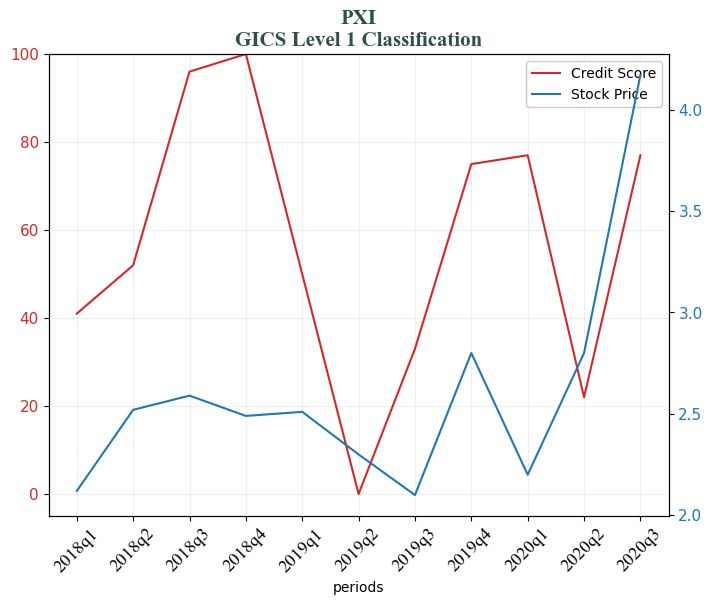 PXI
GICS Level 1 Classification
Credit Score
Stock Price
100
80
60
40
20
0
4.0
3.5
3.0
2.5
2.0
2018q1
2018q2
2018q3
2018q4
2019q1
2019q2
2019q3
2019q4
2020q1
2020q2
2020q3
periods